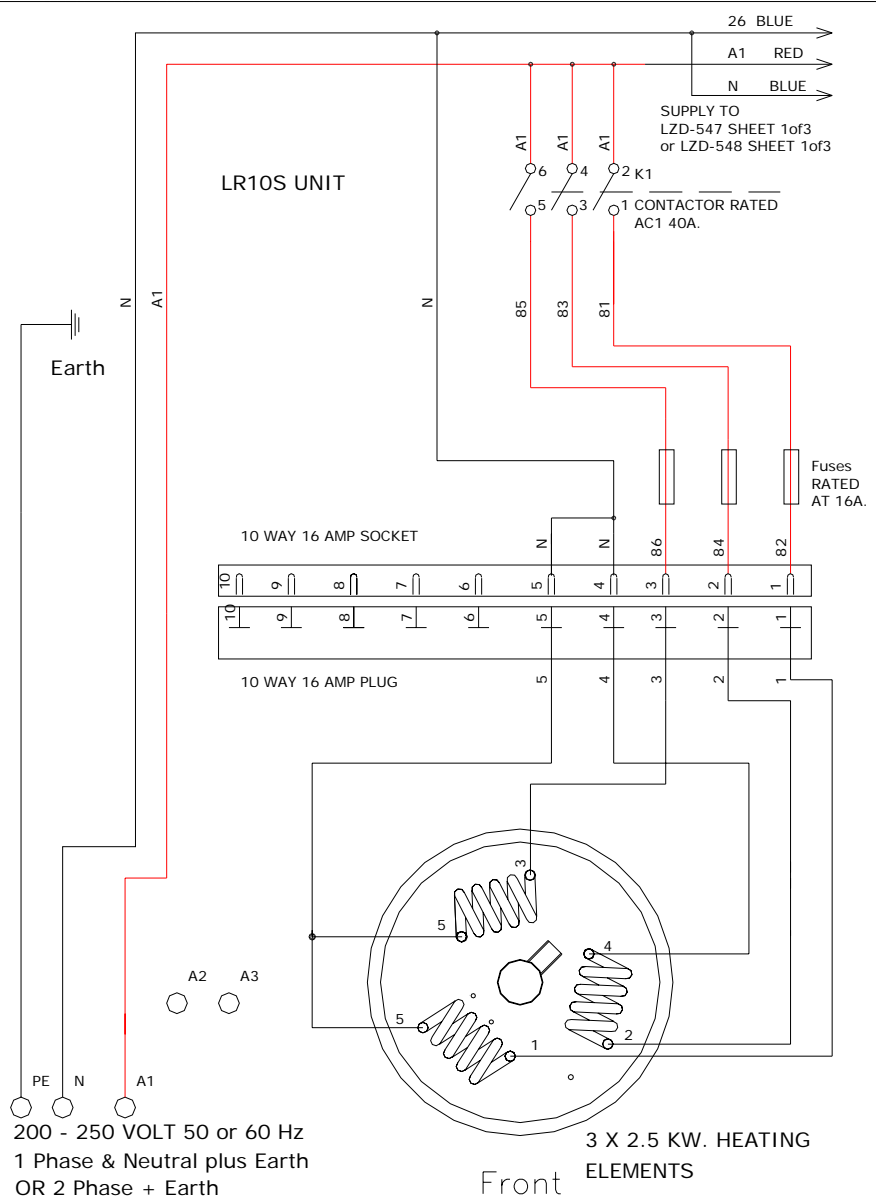 26 BLUE
A1 RED
N BLUE
SUPPLY TO
LZD-547 SHEET 1of3
or LZD-548 SHEET 1of3
A1 A1 A1
LR10S UNIT
6 4 2 K1
5 3 1 CONTACTOR RATED
AC1 40A.
N A1 N 85 83 81
Earth
Fuses
RATED
AT 16A.
10 WAY 16 AMP SOCKET
N N 86 84 82
10 9 8 7 6 5 4 3 2 1
10 9 8 7 6 5 4 3 2 1
10 WAY 16 AMP PLUG
5 4 3 2 1
3
5
4
A2 A3
5
1
2
PE N A1
200 - 250 VOLT 50 or 60 Hz
1 Phase & Neutral plus Earth
OR 2 Phase + Earth
3 X 2.5 KW. HEATING
ELEMENTS
Front